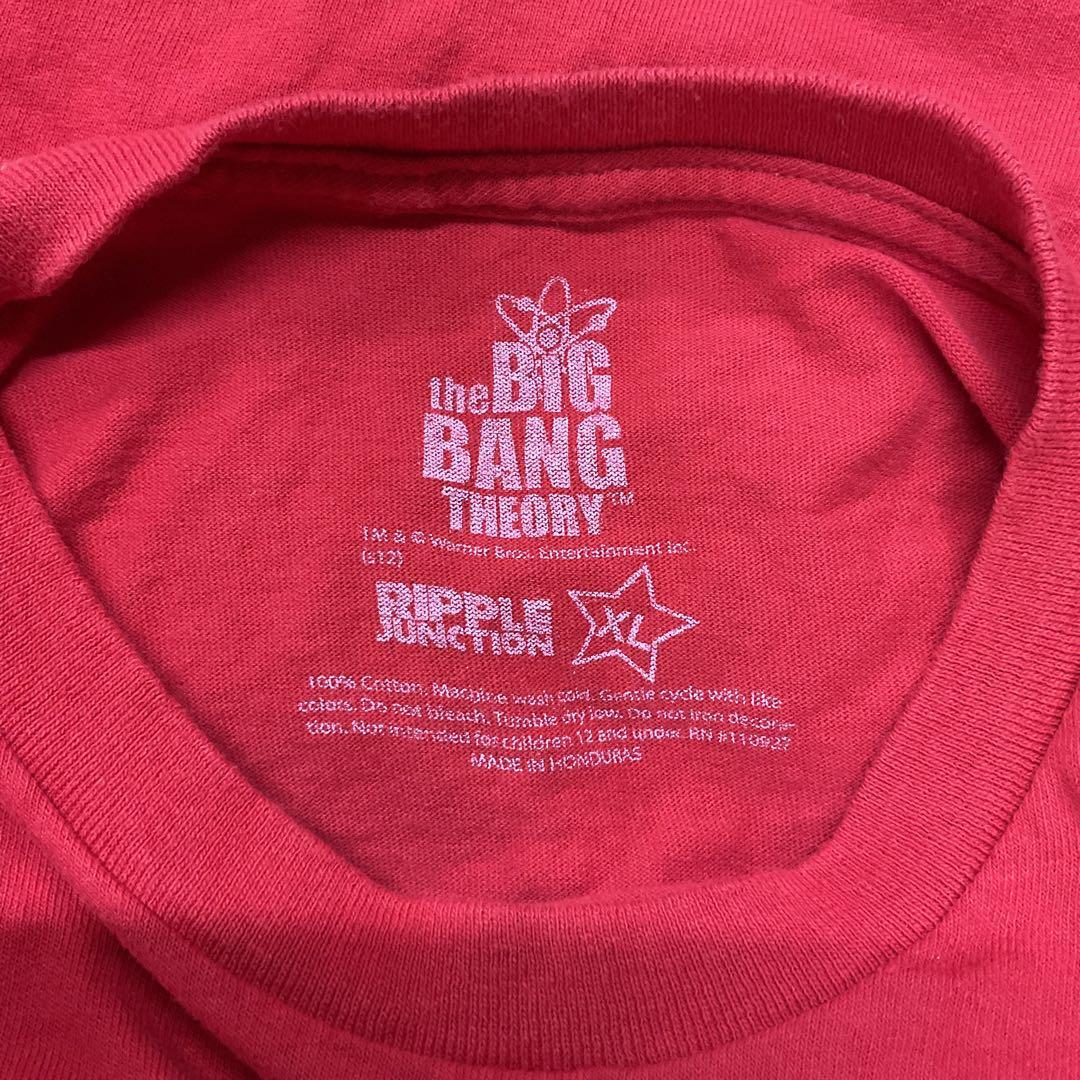 the BIG
BANG
THEORY™
TM & © Warner Bros. Entertainment Inc.
(s12)
RIPPLE
JUNCTION
XL
100% Cotton. Machine wash cold. Gentle cycle with like
colors. Do not bleach. Tumble dry low. Do not iron decora-
tion. Not intended for children 12 and under. RN #110927
MADE IN HONDURAS